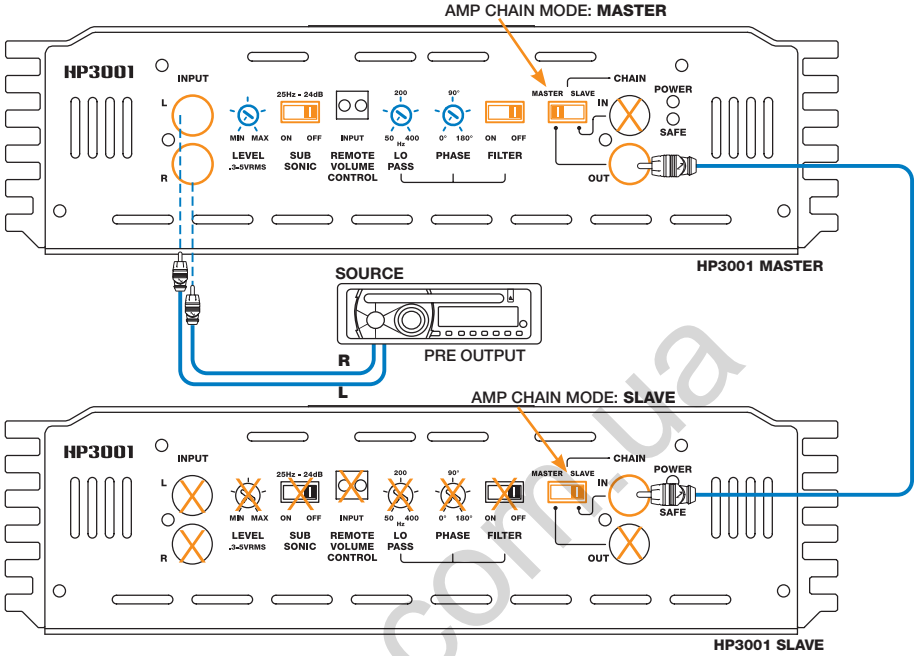 AMP CHAIN MODE: MASTER
HP3001
INPUT
L
R
MIN MAX
LEVEL
.3-5VRMS
25Hz - 24dB
ON OFF
SUB
SONIC
INPUT
REMOTE
VOLUME
CONTROL
200
50 400
Hz
LO
PASS
90°
0° 180°
PHASE
ON OFF
FILTER
MASTER SLAVE
CHAIN
IN
OUT
POWER
SAFE
HP3001 MASTER
SOURCE
PRE OUTPUT
R
L
AMP CHAIN MODE: SLAVE
HP3001
INPUT
L
R
MIN MAX
LEVEL
.3-5VRMS
25Hz - 24dB
ON OFF
SUB
SONIC
INPUT
REMOTE
VOLUME
CONTROL
200
50 400
Hz
LO
PASS
90°
0° 180°
PHASE
ON OFF
FILTER
MASTER SLAVE
CHAIN
IN
OUT
POWER
SAFE
HP3001 SLAVE
com.ua